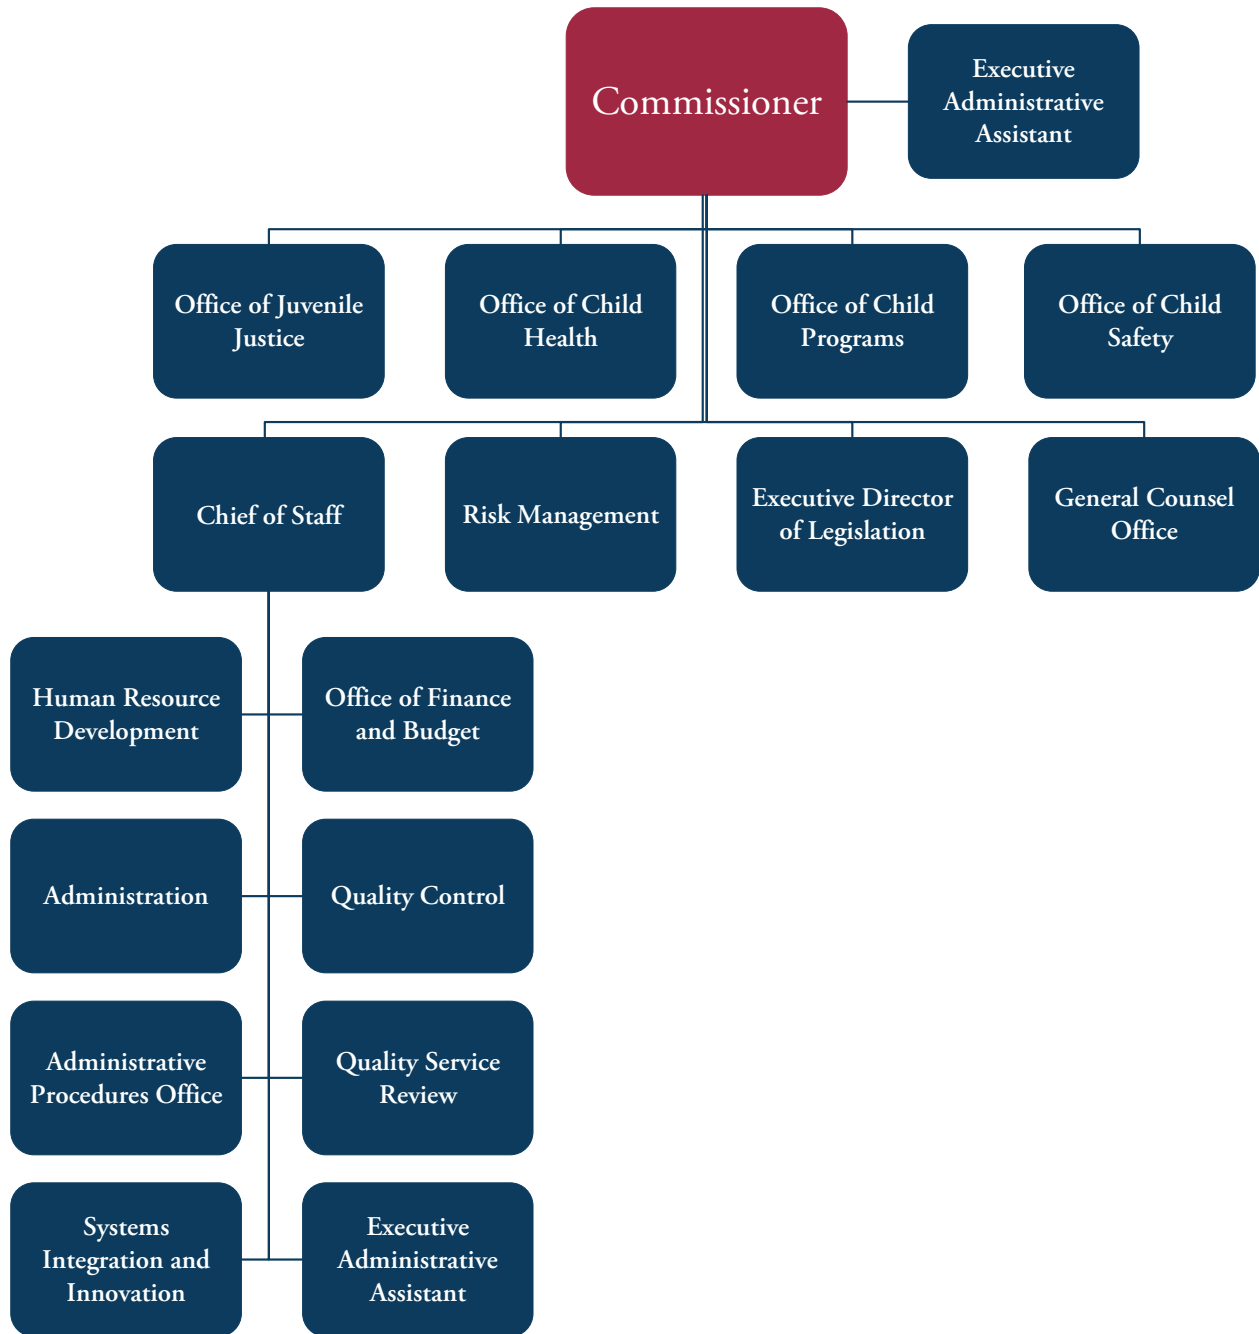 Commissioner
Executive
Administrative
Assistant
Office of Juvenile
Justice
Office of Child
Health
Office of Child
Programs
Office of Child
Safety
Chief of Staff
Risk Management
Executive Director
of Legislation
General Counsel
Office
Human Resource
Development
Office of Finance
and Budget
Administration
Quality Control
Administrative
Procedures Office
Quality Service
Review
Systems
Integration and
Innovation
Executive
Administrative
Assistant